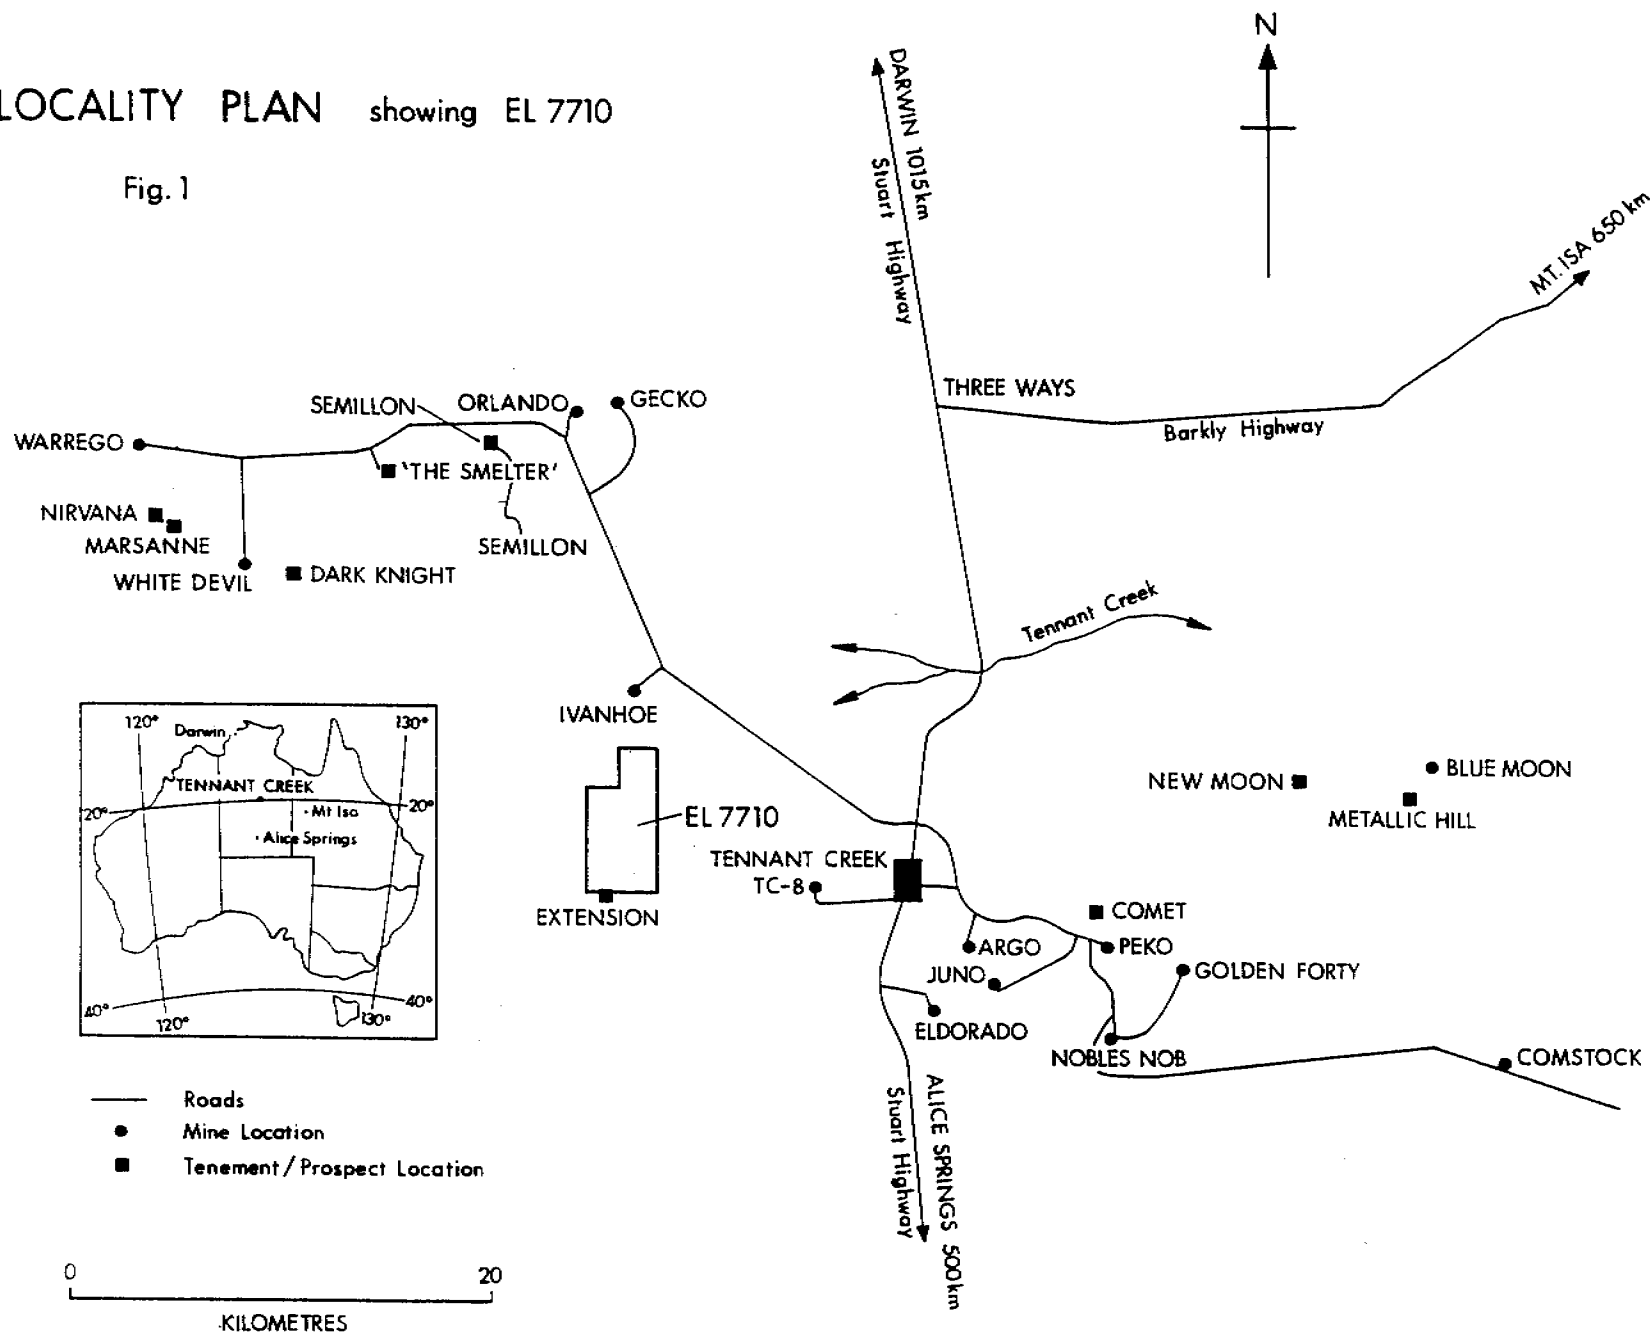 LOCALITY PLAN showing EL 7710
Fig. 1
N
DARWIN 1015km
Stuart Highway
MT. ISA 650 km
THREE WAYS
Barkly Highway
SEMILLON
ORLANDO
GECKO
WARREGO
'THE SMELTER'
NIRVANA
MARSANNE
SEMILLON
WHITE DEVIL
DARK KNIGHT
Tennant Creek
IVANHOE
120°
130°
Darwin
TENNANT CREEK
20°
20°
Mt Isa
Alice Springs
40°
40°
120°
130°
NEW MOON
BLUE MOON
METALLIC HILL
EL 7710
TENNANT CREEK
TC-8
EXTENSION
COMET
ARGO
PEKO
JUNO
GOLDEN FORTY
ELDORADO
NOBLES NOB
COMSTOCK
ALICE SPRINGS 500km
Stuart Highway
Roads
Mine Location
Tenement/Prospect Location
0
20
KILOMETRES